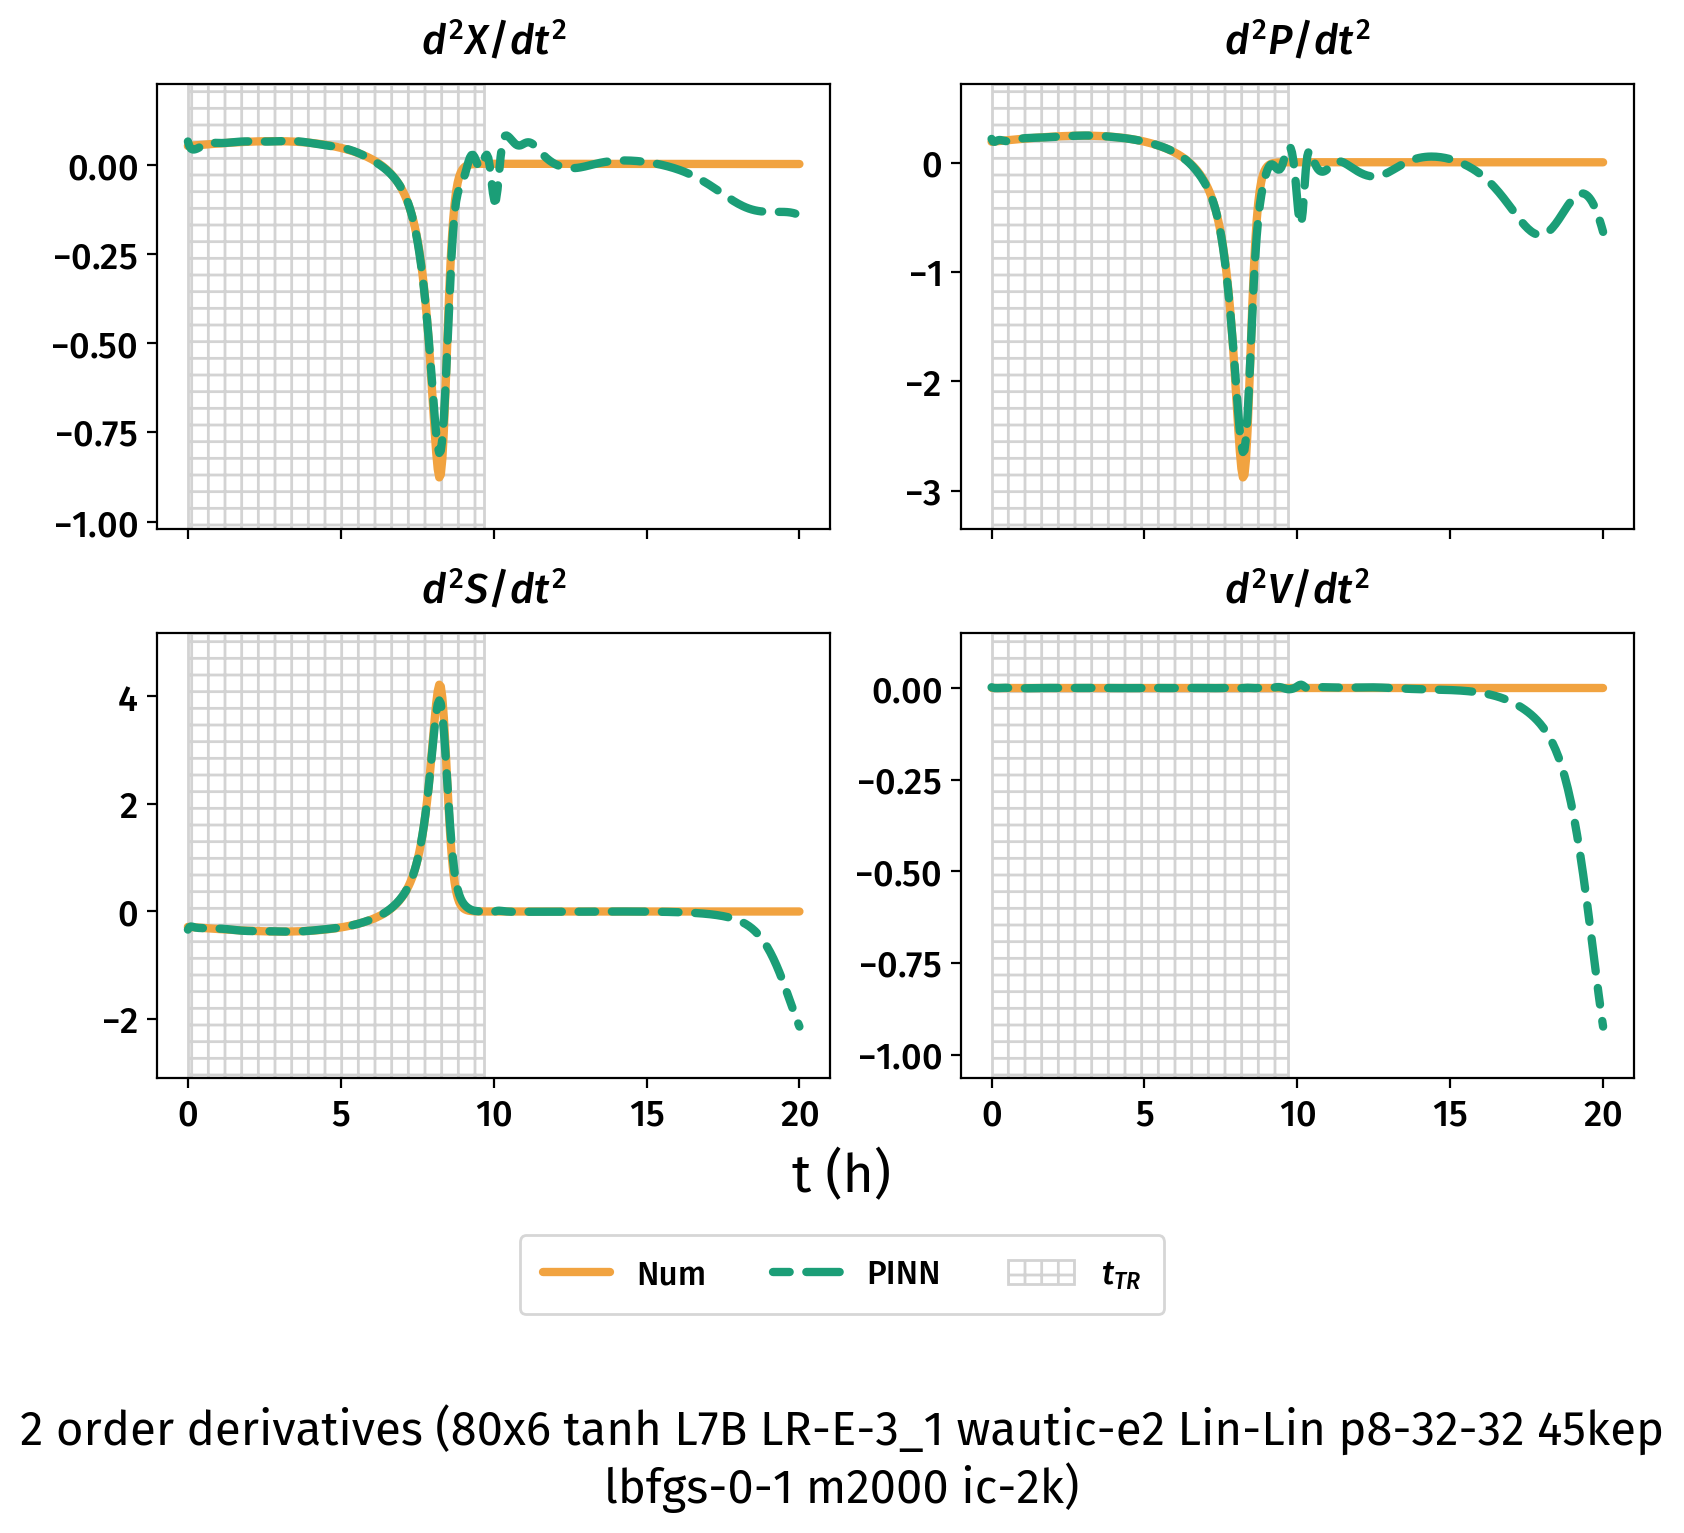 d²X/dt²
d²P/dt²
0.00
−0.25
−0.50
−0.75
−1.00
0
−1
−2
−3
d²S/dt²
d²V/dt²
4
2
0
−2
0.00
−0.25
−0.50
−0.75
−1.00
0 5 10 15 20
0 5 10 15 20
t (h)
Num PINN t_TR
2 order derivatives (80x6 tanh L7B LR-E-3_1 wautic-e2 Lin-Lin p8-32-32 45kep
lbfgs-0-1 m2000 ic-2k)